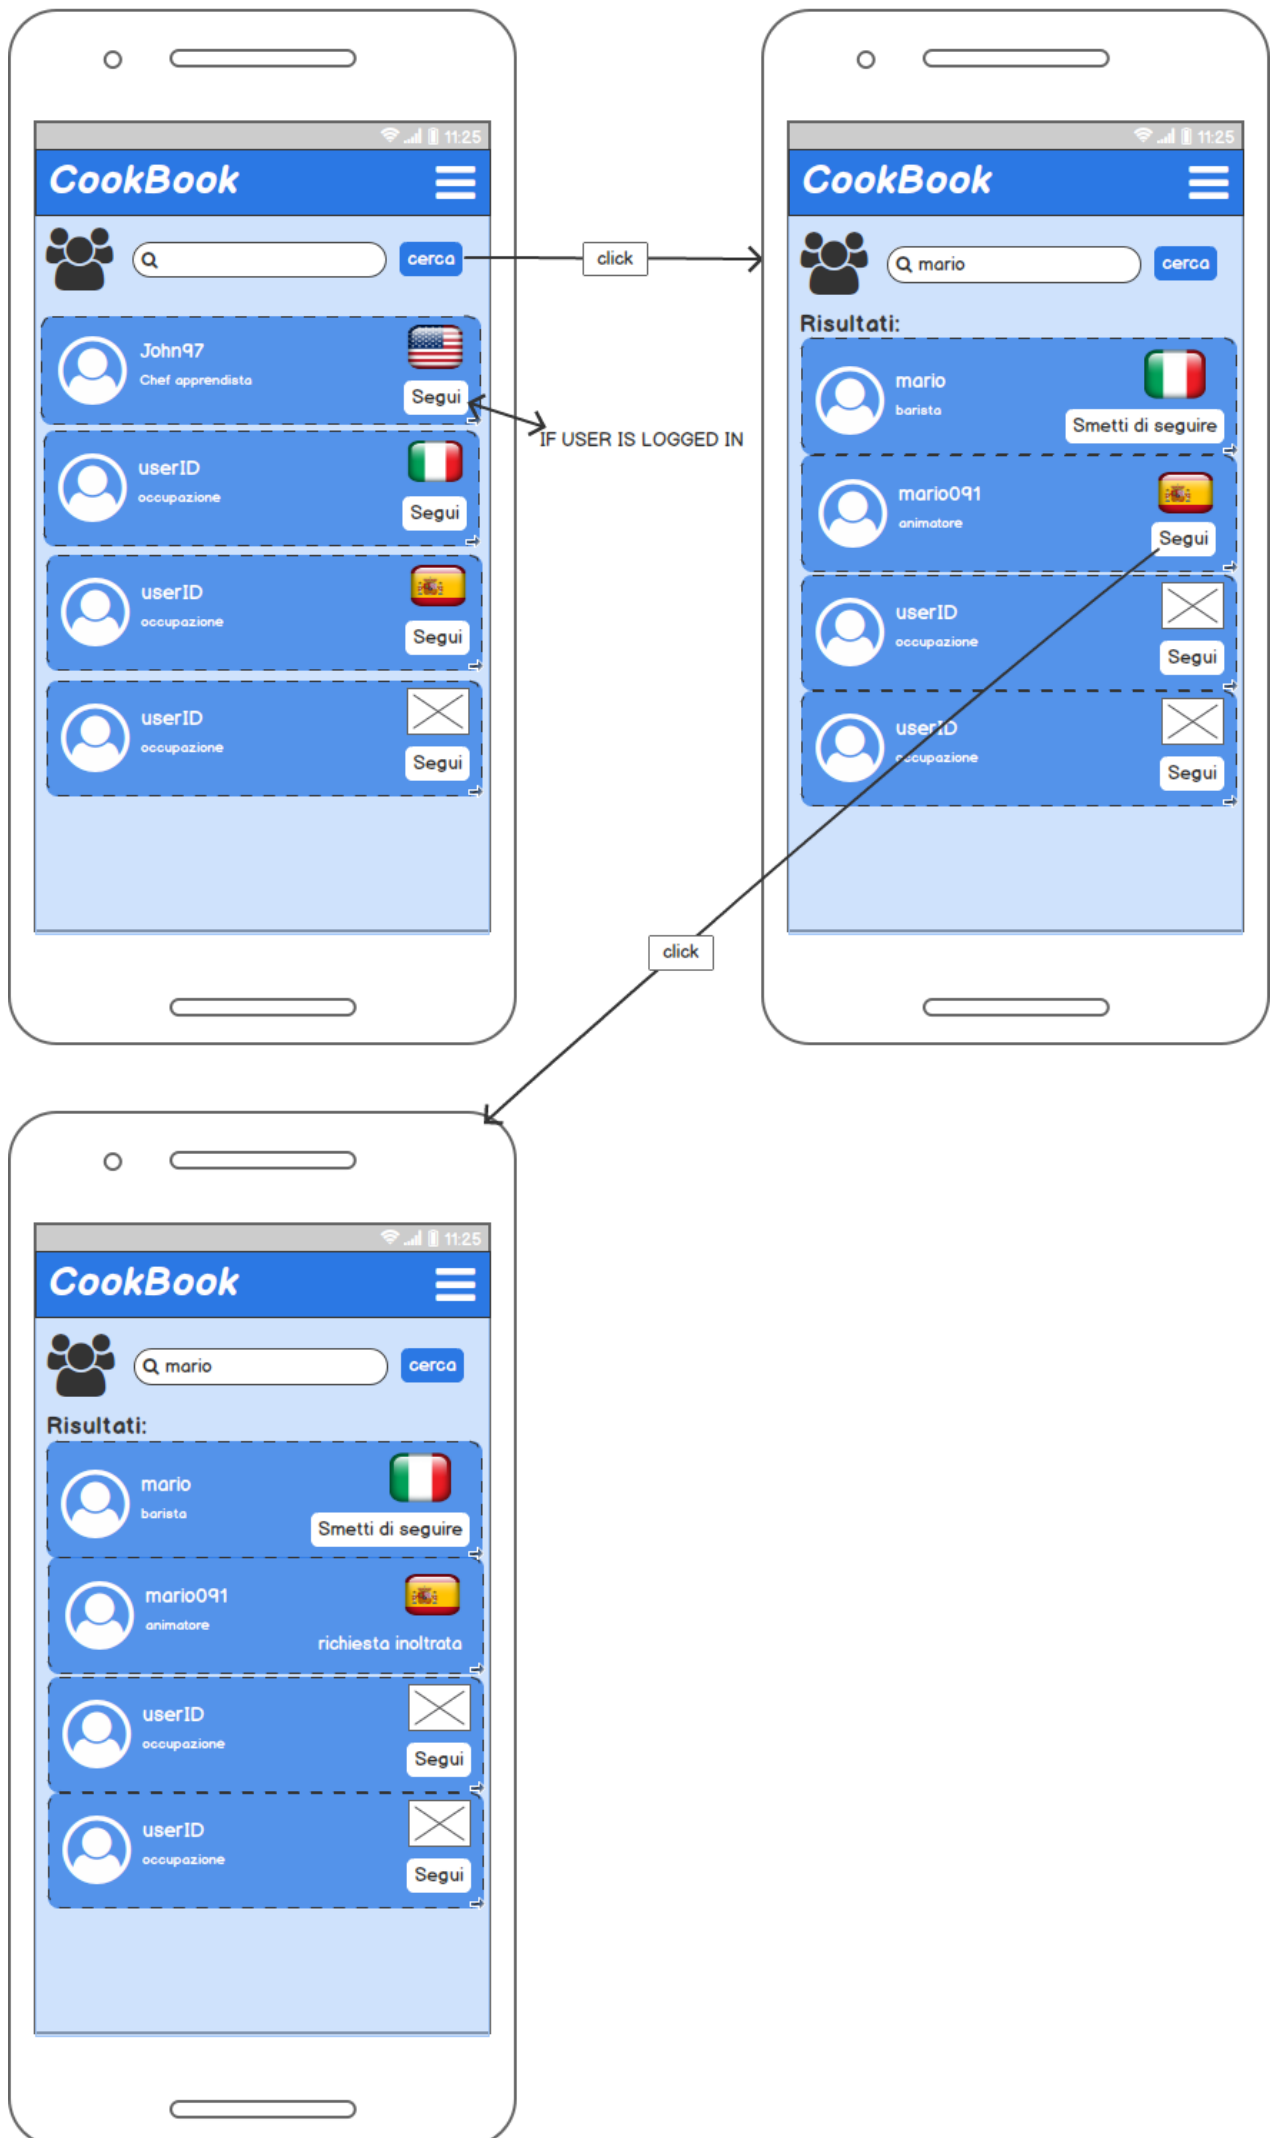 11:25
CookBook
cerca
John97
Chef apprendista
Segui
userID
occupazione
Segui
userID
occupazione
Segui
userID
occupazione
Segui
click
IF USER IS LOGGED IN
11:25
CookBook
mario
cerca
Risultati:
mario
barista
Smetti di seguire
mario091
animatore
Segui
userID
occupazione
Segui
userID
occupazione
Segui
click
11:25
CookBook
mario
cerca
Risultati:
mario
barista
Smetti di seguire
mario091
animatore
richiesta inoltrata
userID
occupazione
Segui
userID
occupazione
Segui